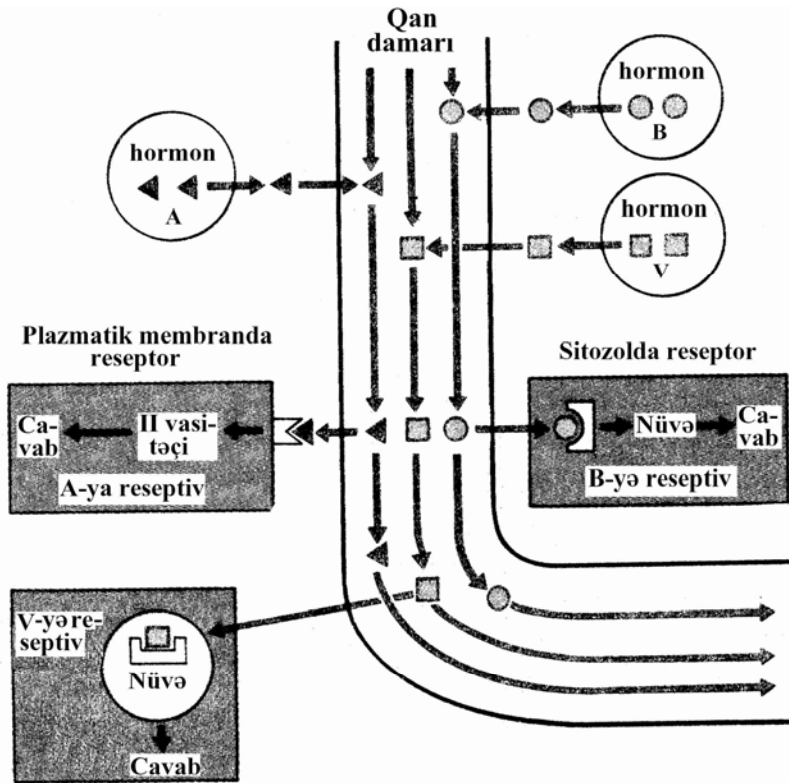 Qan
damarı
hormon
B
hormon
A
hormon
V
Plazmatik membranda
reseptor
Sitozolda reseptor
Ca-
vab
II vasi-
təçi
A-ya reseptiv
Nüvə
Ca-
vab
B-yə reseptiv
V-yə re-
septiv
Nüvə
Cavab